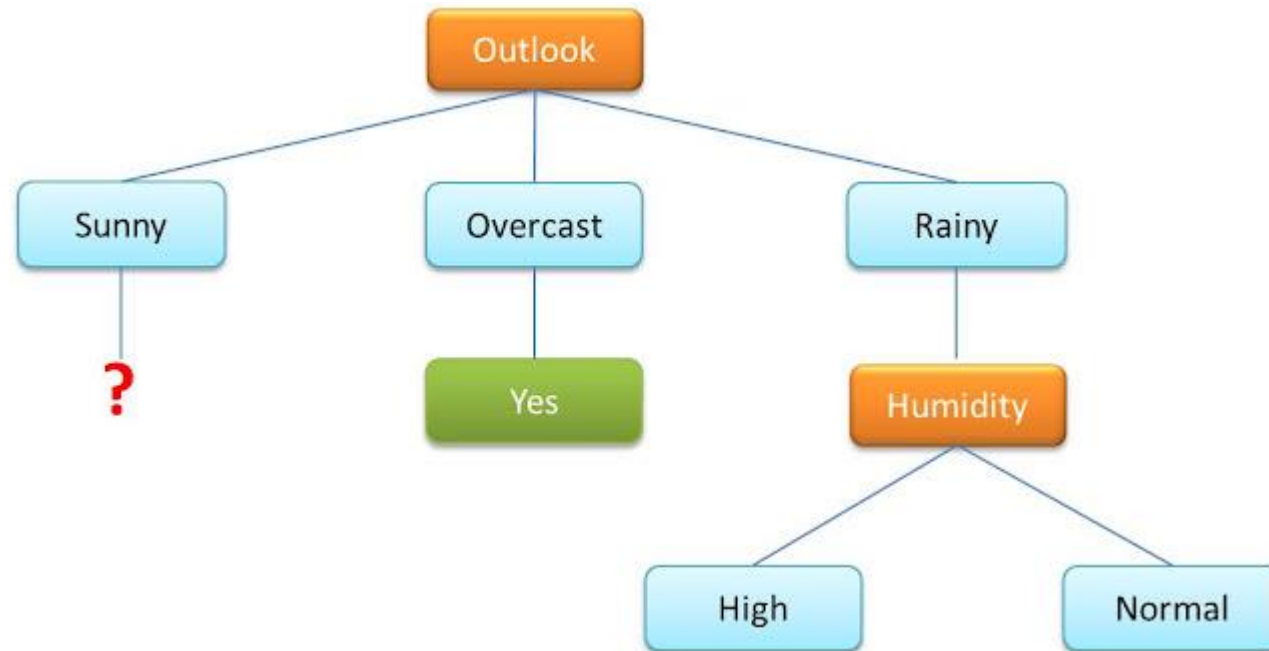 Outlook
Sunny
Overcast
Rainy
?
Yes
Humidity
High
Normal